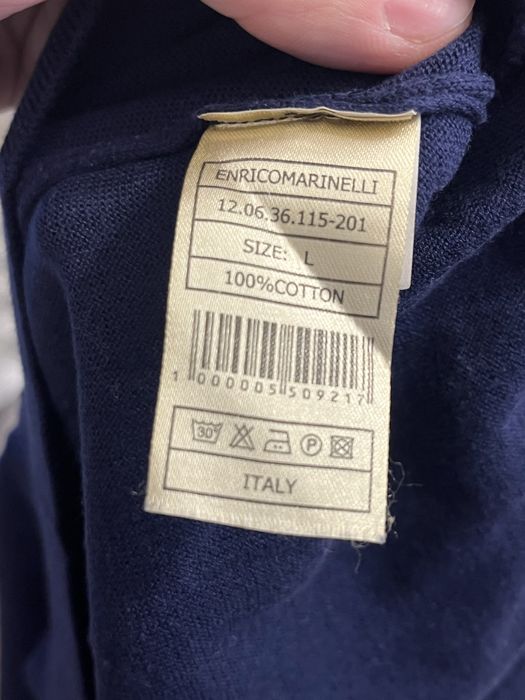 ENRICOMARINELLI
12.06.36.115-201
SIZE: L
100%COTTON
1 000005 509217
30°
P
ITALY